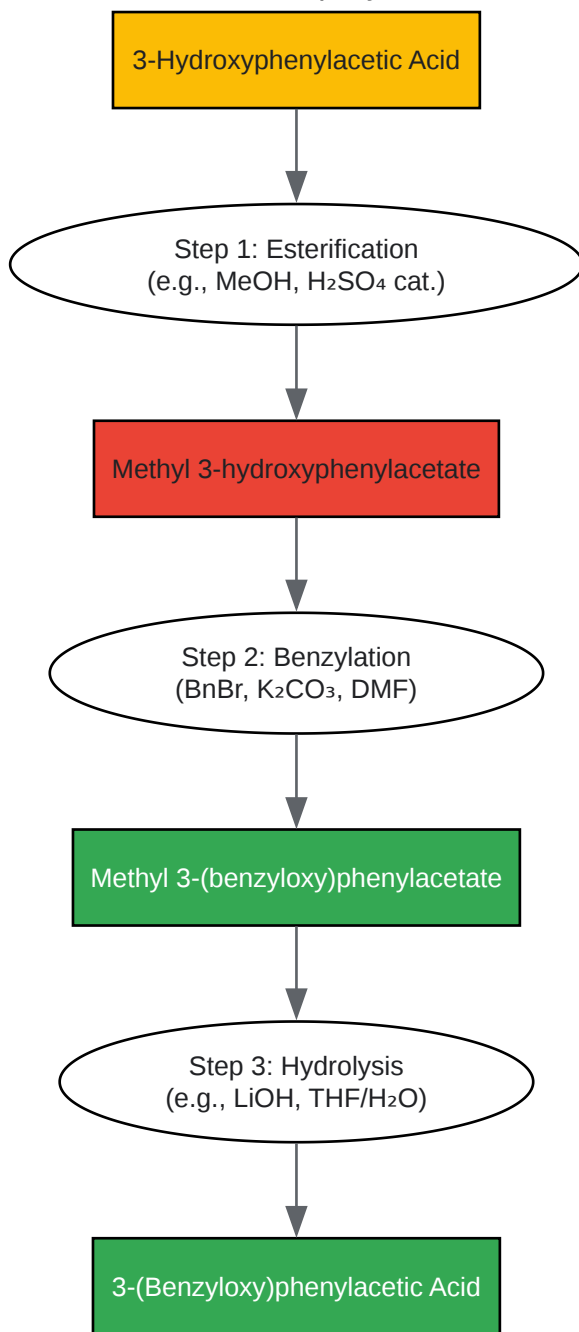 3-Hydroxyphenylacetic Acid
Step 1: Esterification
(e.g., MeOH, H₂SO₄ cat.)
Methyl 3-hydroxyphenylacetate
Step 2: Benzylation
(BnBr, K₂CO₃, DMF)
Methyl 3-(benzyloxy)phenylacetate
Step 3: Hydrolysis
(e.g., LiOH, THF/H₂O)
3-(Benzyloxy)phenylacetic Acid